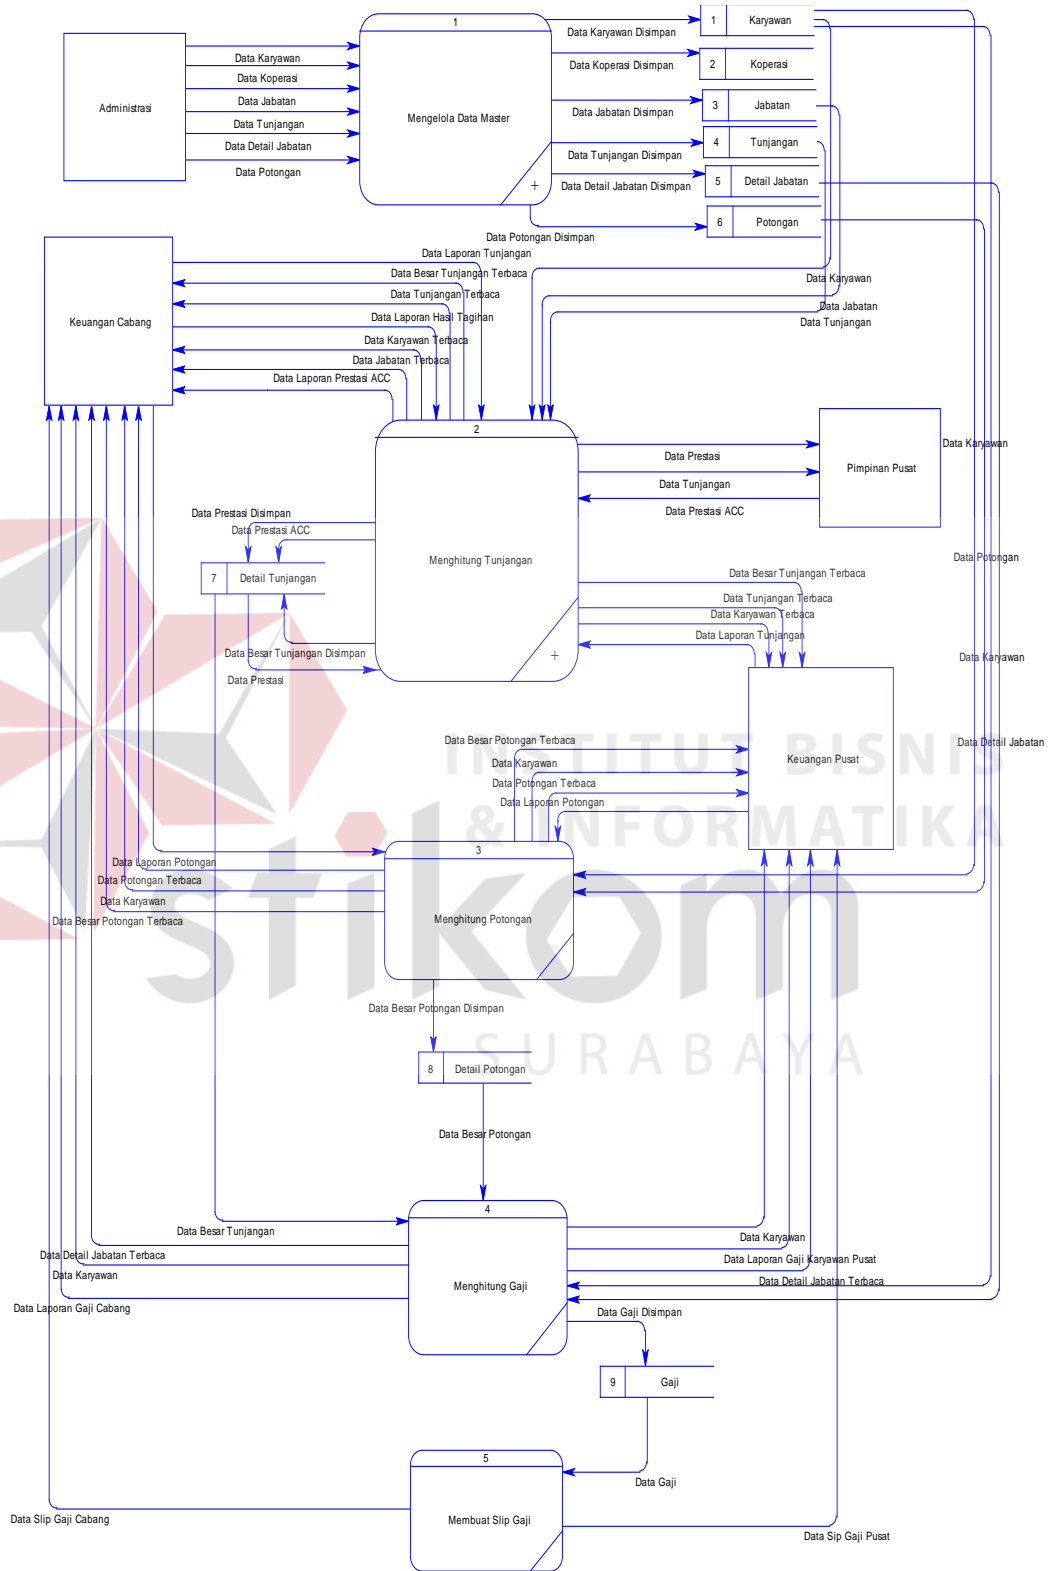 1
Karyawan
1
Data Karyawan Disimpan
Administrasi
Data Karyawan
Data Koperasi
Data Jabatan
Data Tunjangan
Data Detail Jabatan
Data Potongan
Mengelola Data Master
+
Data Koperasi Disimpan
2
Koperasi
Data Jabatan Disimpan
3
Jabatan
Data Tunjangan Disimpan
4
Tunjangan
Data Detail Jabatan Disimpan
5
Detail Jabatan
Data Potongan Disimpan
6
Potongan
Keuangan Cabang
Data Laporan Tunjangan
Data Besar Tunjangan Terbaca
Data Tunjangan Terbaca
Data Laporan Hasil Tagihan
Data Karyawan Terbaca
Data Jabatan Terbaca
Data Laporan Prestasi ACC
Data Karyawan
Data Jabatan
Data Tunjangan
2
Menghitung Tunjangan
+
Data Prestasi
Data Tunjangan
Data Prestasi ACC
Pimpinan Pusat
Data Karyawan
Data Prestasi Disimpan
Data Prestasi ACC
7
Detail Tunjangan
Data Besar Tunjangan Disimpan
Data Prestasi
Data Potongan
Data Besar Tunjangan Terbaca
Data Tunjangan Terbaca
Data Karyawan Terbaca
Data Laporan Tunjangan
Data Karyawan
Keuangan Pusat
Data Detail Jabatan
Data Besar Potongan Terbaca
Data Karyawan
Data Potongan Terbaca
Data Laporan Potongan
INSTITUT BISNIS
& INFORMATIKA
stikom
SURABAYA
3
Menghitung Potongan
Data Laporan Potongan
Data Potongan Terbaca
Data Karyawan
Data Besar Potongan Terbaca
Data Besar Potongan Disimpan
8
Detail Potongan
Data Besar Potongan
4
Menghitung Gaji
Data Besar Tunjangan
Data Detail Jabatan Terbaca
Data Karyawan
Data Laporan Gaji Cabang
Data Karyawan
Data Laporan Gaji Karyawan Pusat
Data Detail Jabatan Terbaca
Data Gaji Disimpan
9
Gaji
Data Gaji
5
Membuat Slip Gaji
Data Slip Gaji Cabang
Data Sip Gaji Pusat